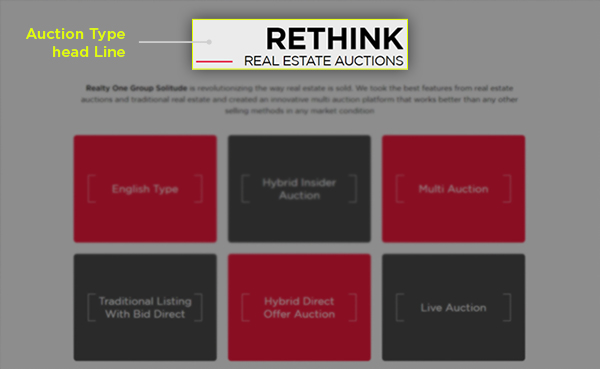 Auction Type
head Line
RETHINK
REAL ESTATE AUCTIONS
Realty One Group Solitude is revolutionizing the way real estate is sold. We took the best features from real estate
auctions and traditional real estate and created an innovative multi auction platform that works better than any other
selling methods in any market condition
English Type
Hybrid Insider
Auction
Multi Auction
Traditional Listing
With Bid Direct
Hybrid Direct
Offer Auction
Live Auction